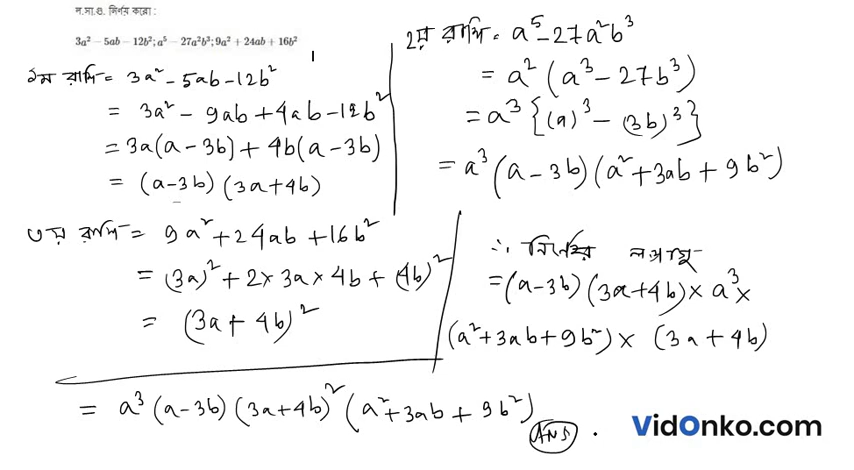 ল.সা.গু. নির্ণয় করো :
3a² − 5ab − 12b²; a⁵ − 27a²b³; 9a² + 24ab + 16b²
১ম রাশি = 3a² - 5ab - 12b²
= 3a² - 9ab + 4ab - 12b²
= 3a(a - 3b) + 4b(a - 3b)
= (a-3b) (3a+4b)
২য় রাশি = a⁵ - 27a²b³
= a² (a³ - 27b³)
= a³ {(a)³ - (3b)³}
= a³ (a - 3b) (a² + 3ab + 9b²)
৩য় রাশি = 9a² + 24ab + 16b²
= (3a)² + 2 × 3a × 4b + (4b)²
= (3a + 4b)²
∴ নির্ণেয়
= (a-3b) (3a+4b) × a³ ×
(a² + 3ab + 9b²) × (3a + 4b)
= a³ (a-3b) (3a+4b)² (a² + 3ab + 9b²)
Ans .
VidOnko.com